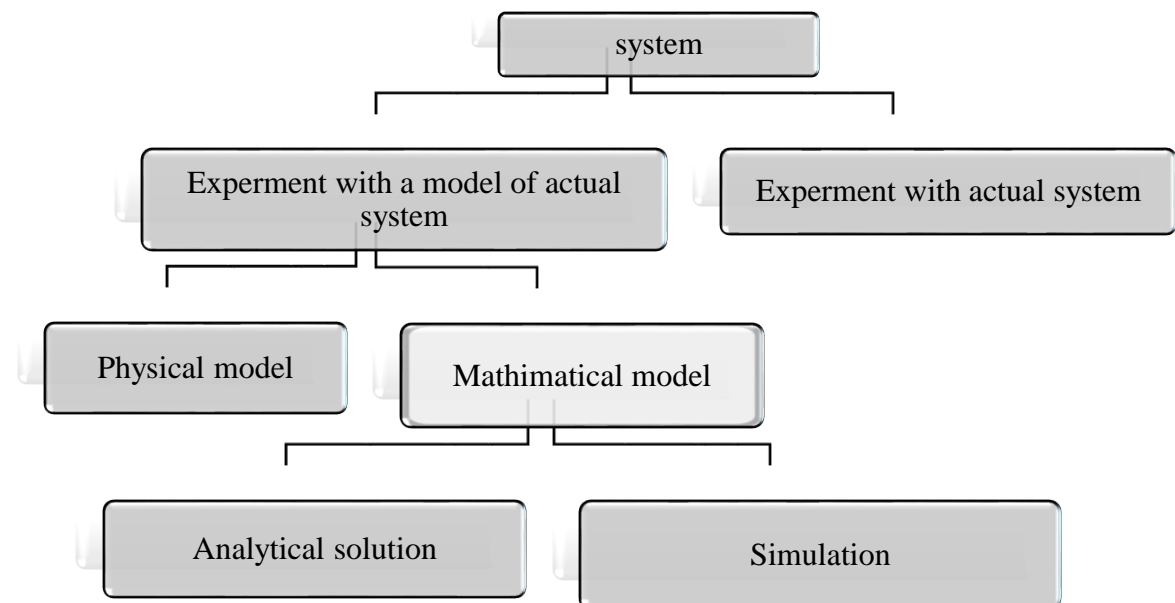 system
Experment with a model of actual
system
Experment with actual system
Physical model
Mathimatical model
Analytical solution
Simulation